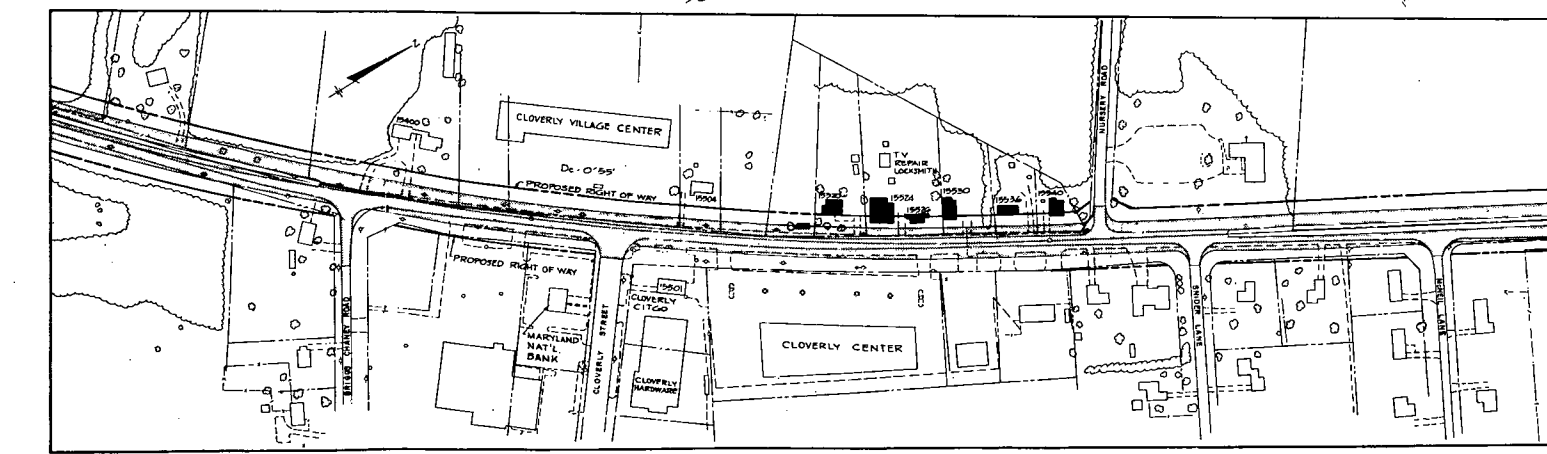 N
15400
CLOVERLY VILLAGE CENTER
Dc = 0°55'
PROPOSED RIGHT OF WAY
15504
T V
REPAIR
LOCKSMITH
15524
15530
15536
15540
NURSERY ROAD
PROPOSED RIGHT OF WAY
BRIGGS CHANEY ROAD
MARYLAND
NAT'L
BANK
CLOVERLY STREET
15501
CLOVERLY
CITGO
CLOVERLY
HARDWARE
CLOVERLY CENTER
SNIDER LANE